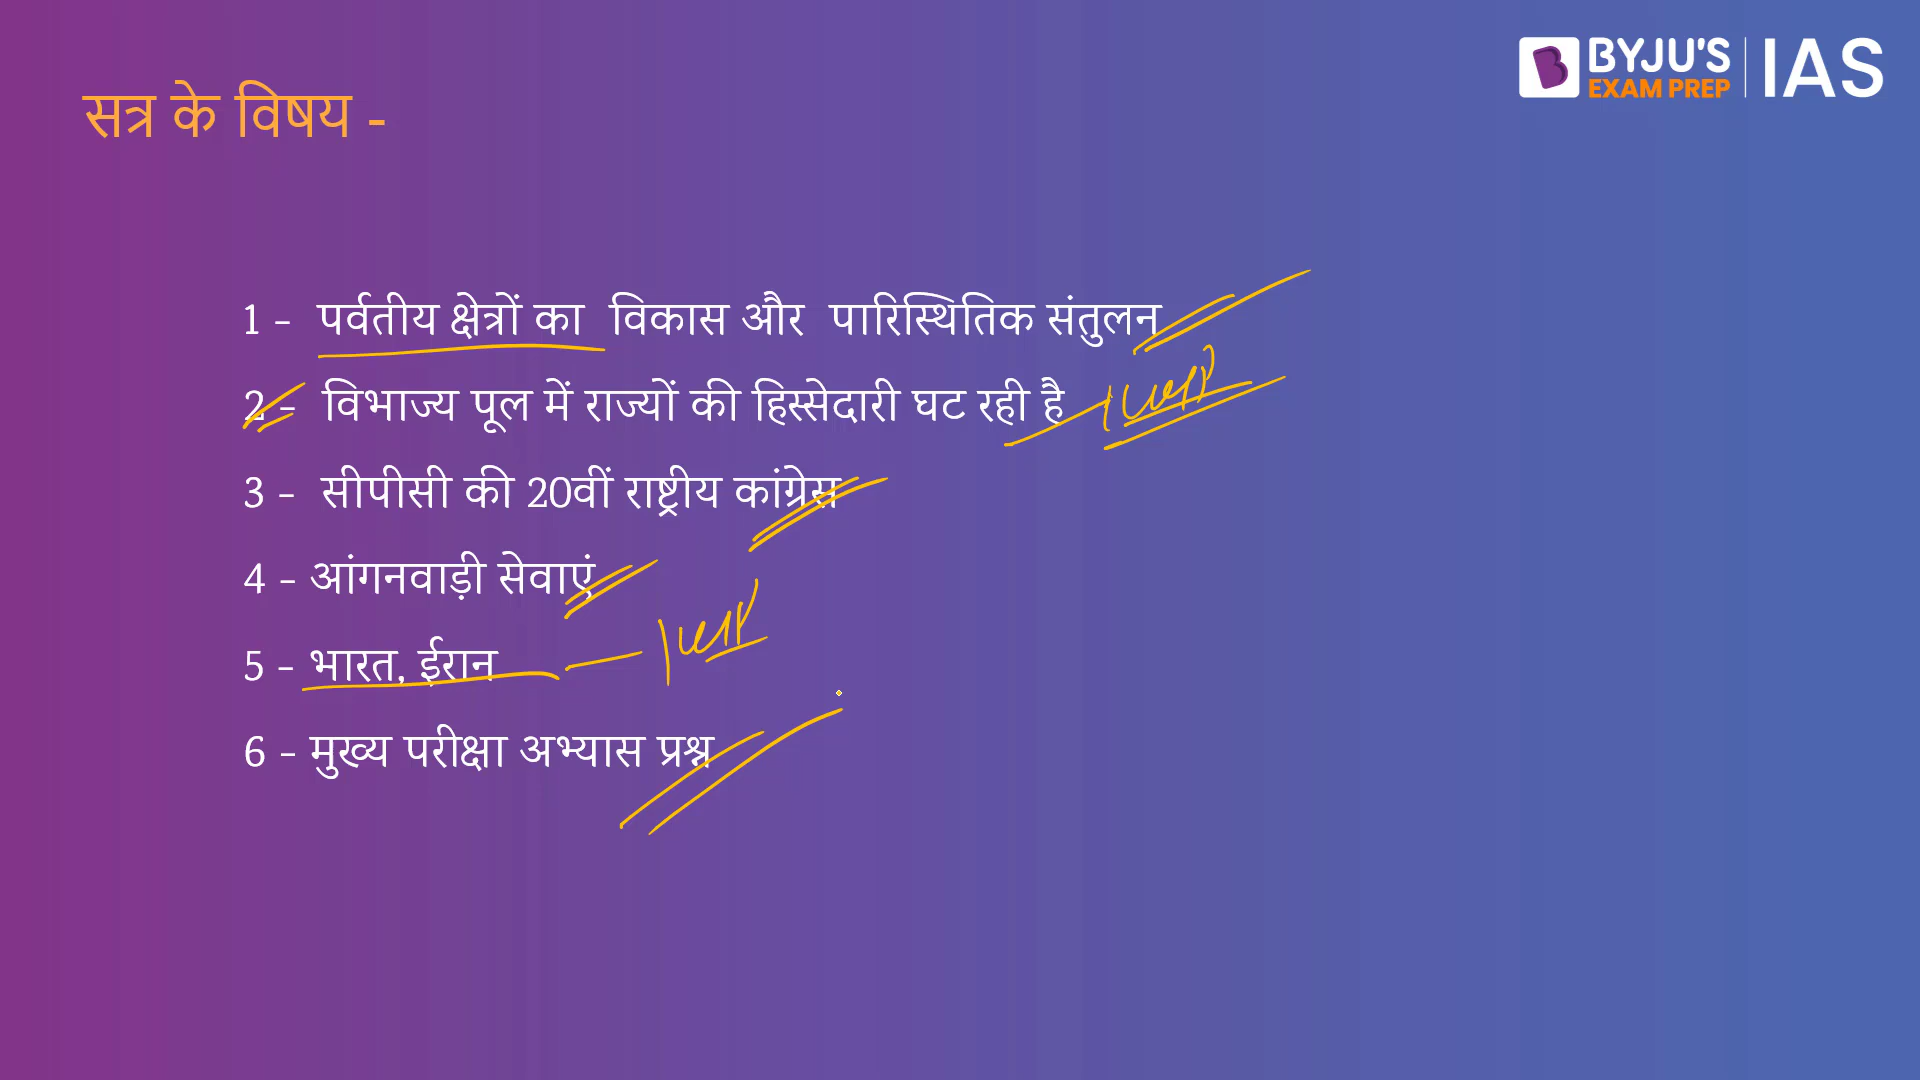 BYJU'S
EXAM PREP
IAS
सत्र के विषय -
1 - पर्वतीय क्षेत्रों का विकास और पारिस्थितिक संतुलन
2 - विभाज्य पूल में राज्यों की हिस्सेदारी घट रही है
3 - सीपीसी की 20वीं राष्ट्रीय कांग्रेस
4 - आंगनवाड़ी सेवाएं
5 - भारत, ईरान
6 - मुख्य परीक्षा अभ्यास प्रश्न